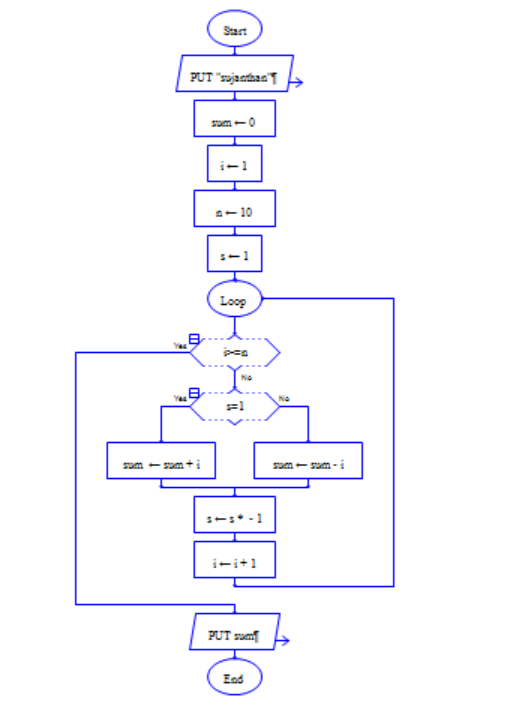 Start
PUT "sujanthan"¶
sum ← 0
i ← 1
n ← 10
s ← 1
Loop
Yes
i>=n
No
Yes
s=1
No
sum ← sum + i
sum ← sum - i
s ← s * - 1
i ← i + 1
PUT sum¶
End